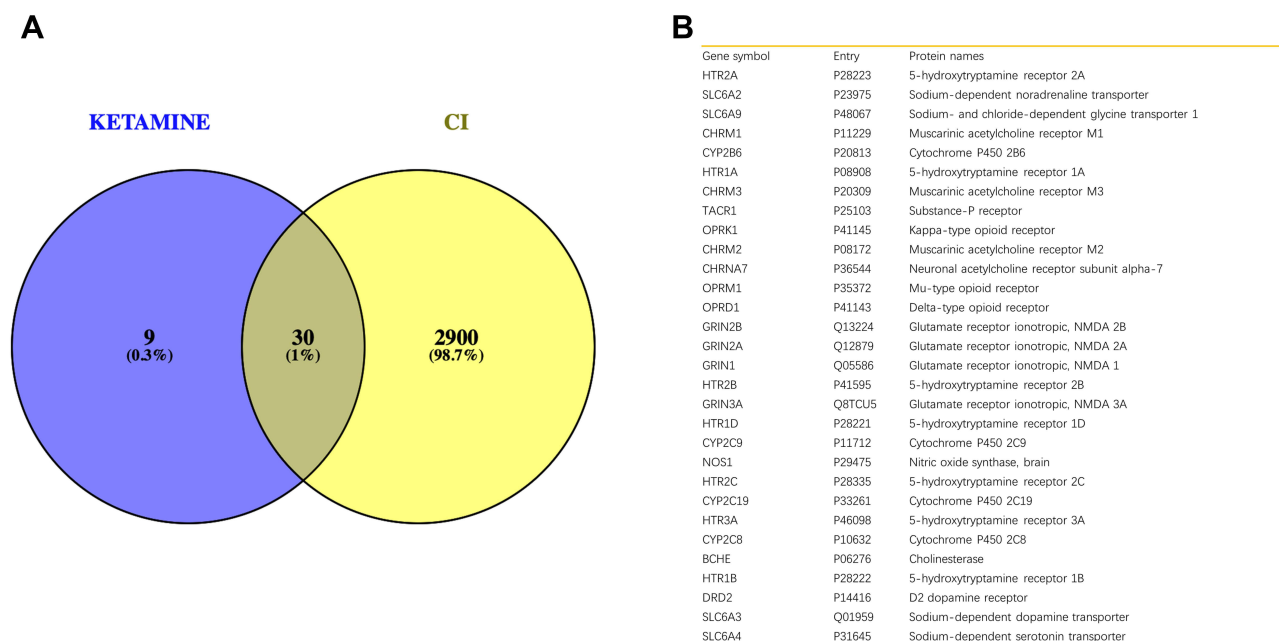 A
KETAMINE
CI
9
(0.3%)
30
(1%)
2900
(98.7%)
B
Gene symbol Entry Protein names
HTR2A P28223 5-hydroxytryptamine receptor 2A
SLC6A2 P23975 Sodium-dependent noradrenaline transporter
SLC6A9 P48067 Sodium- and chloride-dependent glycine transporter 1
CHRM1 P11229 Muscarinic acetylcholine receptor M1
CYP2B6 P20813 Cytochrome P450 2B6
HTR1A P08908 5-hydroxytryptamine receptor 1A
CHRM3 P20309 Muscarinic acetylcholine receptor M3
TACR1 P25103 Substance-P receptor
OPRK1 P41145 Kappa-type opioid receptor
CHRM2 P08172 Muscarinic acetylcholine receptor M2
CHRNA7 P36544 Neuronal acetylcholine receptor subunit alpha-7
OPRM1 P35372 Mu-type opioid receptor
OPRD1 P41143 Delta-type opioid receptor
GRIN2B Q13224 Glutamate receptor ionotropic, NMDA 2B
GRIN2A Q12879 Glutamate receptor ionotropic, NMDA 2A
GRIN1 Q05586 Glutamate receptor ionotropic, NMDA 1
HTR2B P41595 5-hydroxytryptamine receptor 2B
GRIN3A Q8TCU5 Glutamate receptor ionotropic, NMDA 3A
HTR1D P28221 5-hydroxytryptamine receptor 1D
CYP2C9 P11712 Cytochrome P450 2C9
NOS1 P29475 Nitric oxide synthase, brain
HTR2C P28335 5-hydroxytryptamine receptor 2C
CYP2C19 P33261 Cytochrome P450 2C19
HTR3A P46098 5-hydroxytryptamine receptor 3A
CYP2C8 P10632 Cytochrome P450 2C8
BCHE P06276 Cholinesterase
HTR1B P28222 5-hydroxytryptamine receptor 1B
DRD2 P14416 D2 dopamine receptor
SLC6A3 Q01959 Sodium-dependent dopamine transporter
SLC6A4 P31645 Sodium-dependent serotonin transporter